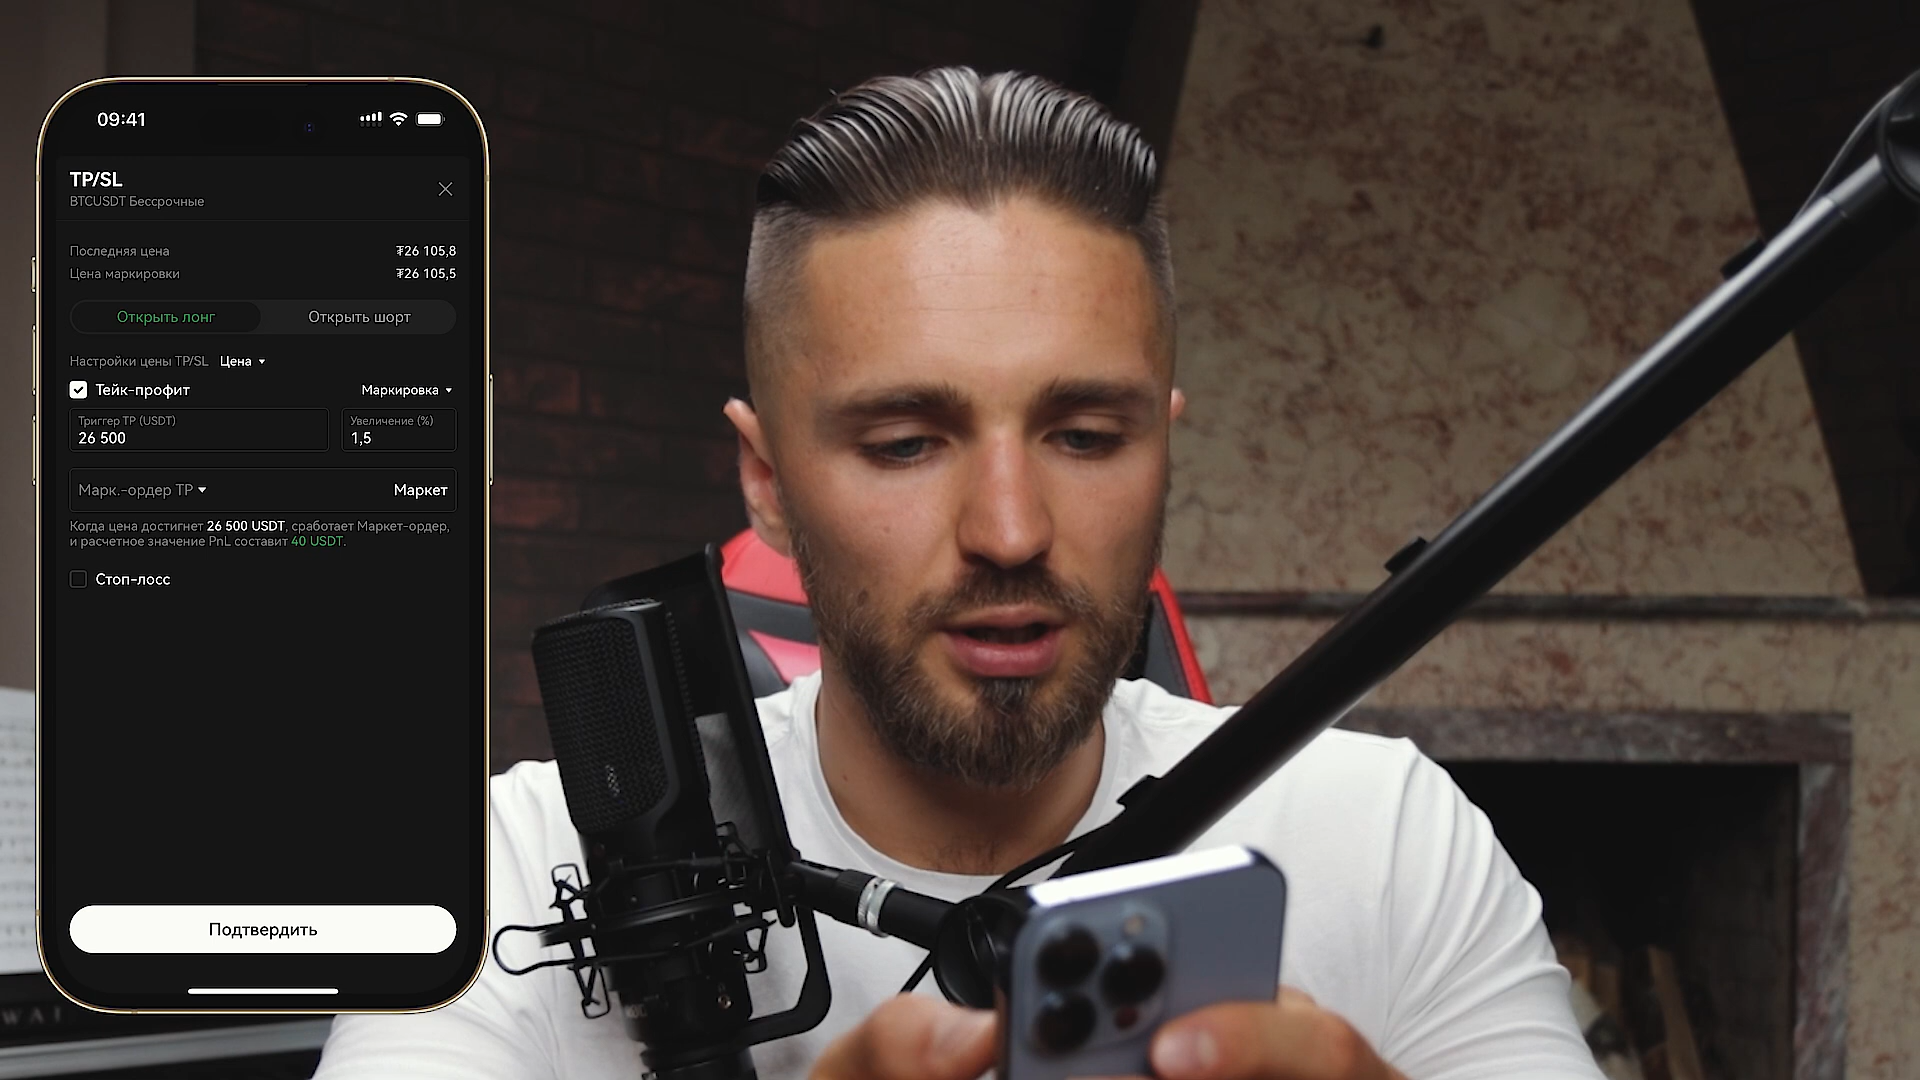 09:41
TP/SL
BTCUSDT Бессрочные
Последняя цена ₮26 105,8
Цена маркировки ₮26 105,5
Открыть лонг Открыть шорт
Настройки цены TP/SL Цена
Тейк-профит Маркировка
Триггер TP (USDT) Увеличение (%)
26 500 1,5
Марк.-ордер TP Маркет
Когда цена достигнет 26 500 USDT, сработает Маркет-ордер,
и расчетное значение PnL составит 40 USDT.
Стоп-лосс
Подтвердить
WAI